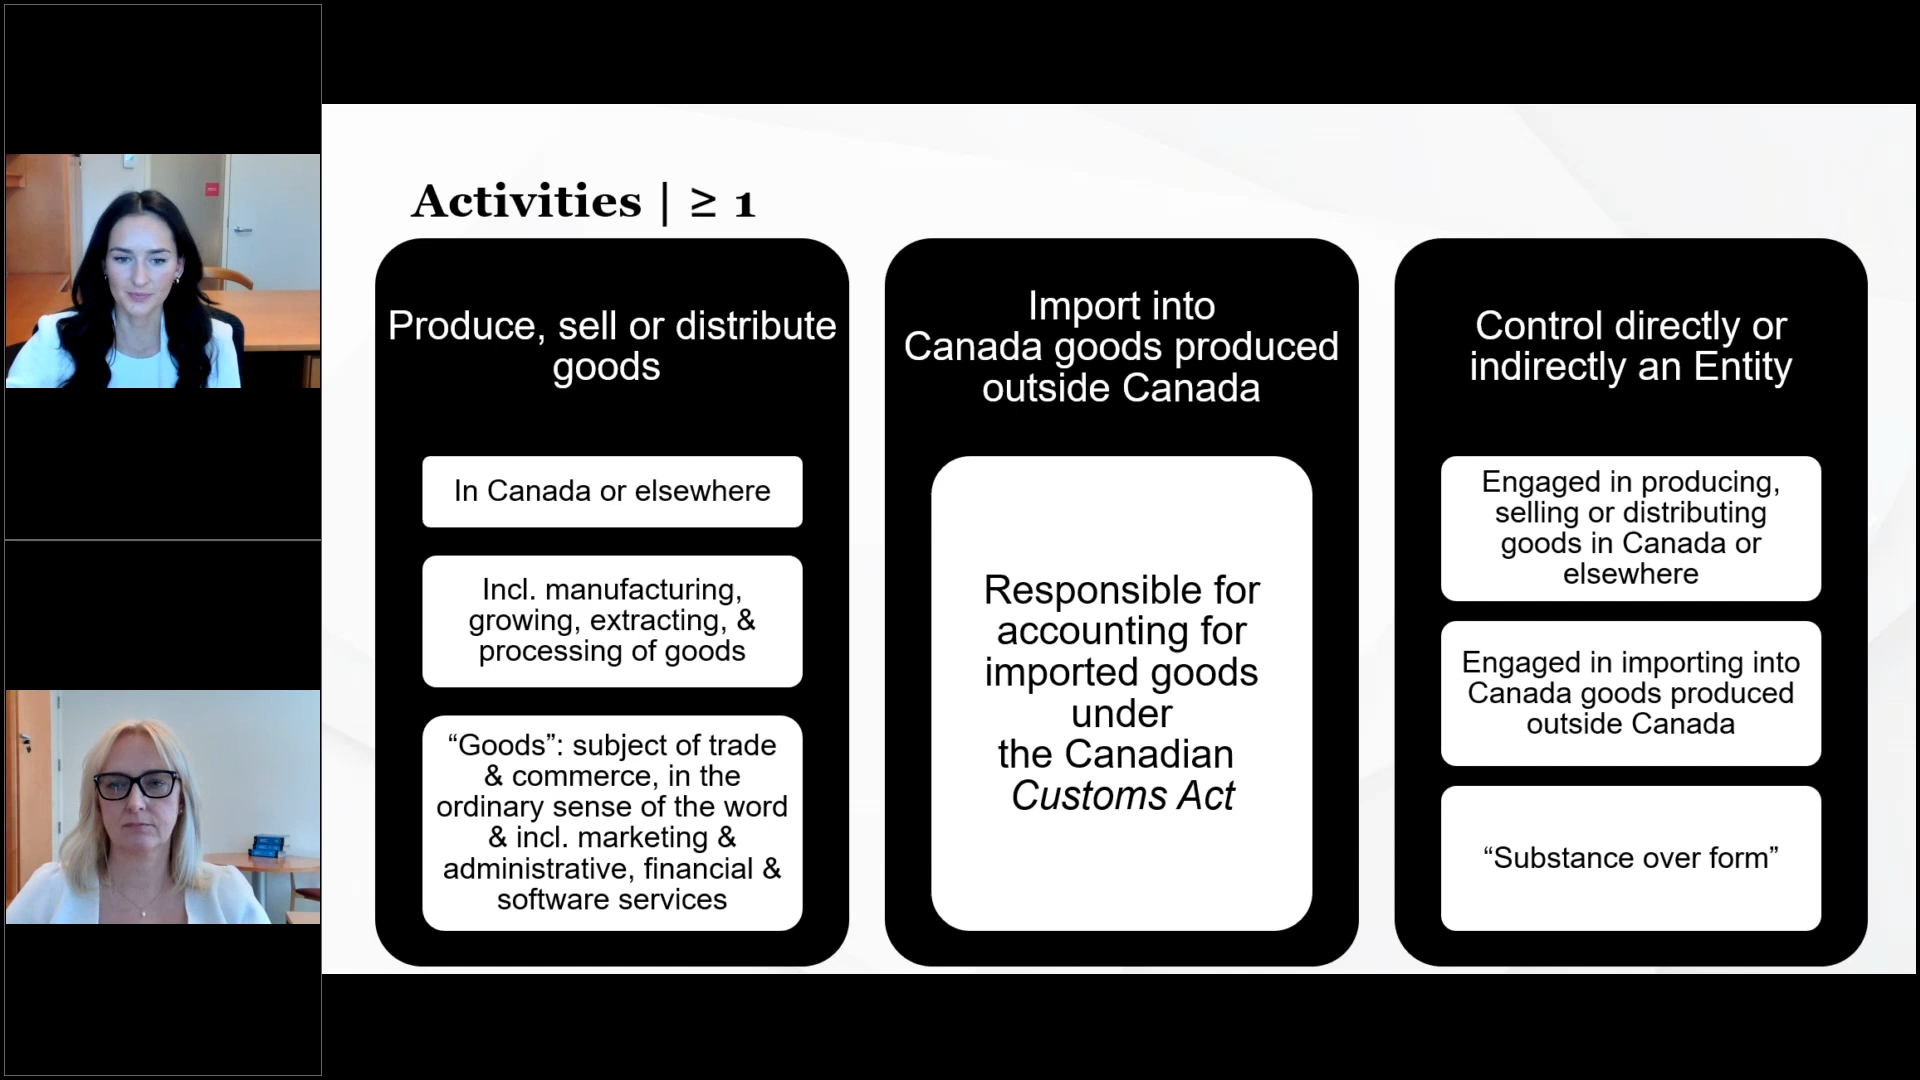 Activities | ≥ 1
Produce, sell or distribute
goods
In Canada or elsewhere
Incl. manufacturing,
growing, extracting, &
processing of goods
“Goods”: subject of trade
& commerce, in the
ordinary sense of the word
& incl. marketing &
administrative, financial &
software services
Import into
Canada goods produced
outside Canada
Responsible for
accounting for
imported goods
under
the Canadian
Customs Act
Control directly or
indirectly an Entity
Engaged in producing,
selling or distributing
goods in Canada or
elsewhere
Engaged in importing into
Canada goods produced
outside Canada
“Substance over form”